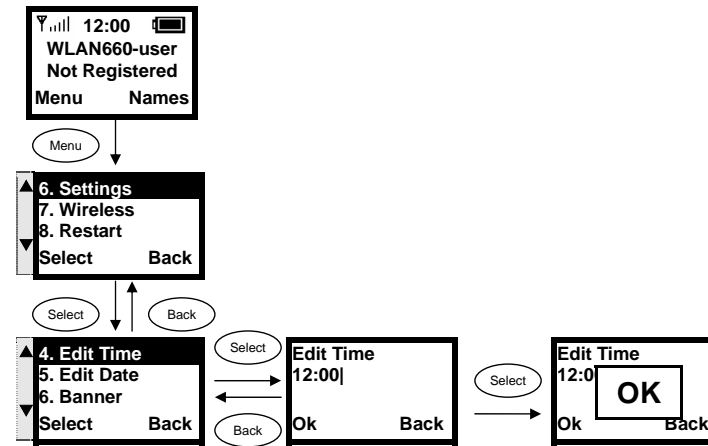 12:00
WLAN660-user
Not Registered
Menu Names
Menu
6. Settings
7. Wireless
8. Restart
Select Back
Select
Back
4. Edit Time
5. Edit Date
6. Banner
Select Back
Select
Back
Edit Time
12:00|
Ok Back
Select
Edit Time
12:0
OK
Ok Back